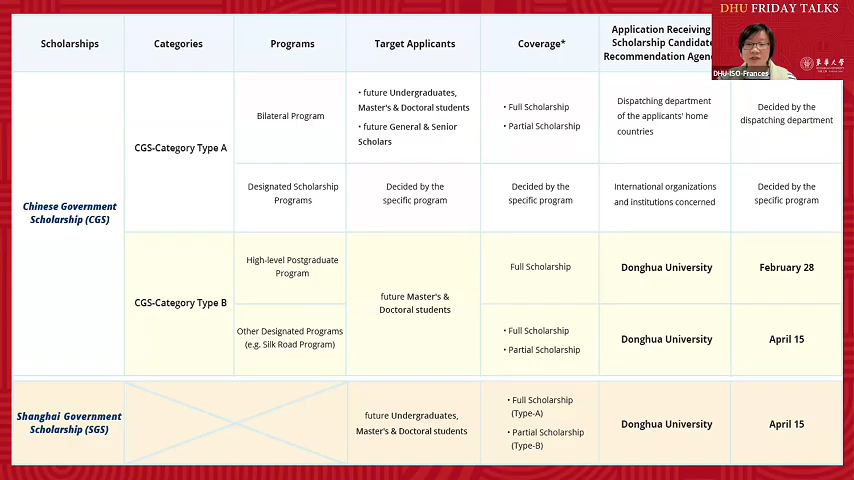 DHU FRIDAY TALKS
Scholarships
Categories
Programs
Target Applicants
Coverage*
Application Receiving
Scholarship Candidate
Recommendation Agen
DHU-ISO-Frances
東華大學
Chinese Government
Scholarship (CGS)
CGS-Category Type A
Bilateral Program
• future Undergraduates,
Master's & Doctoral students
• future General & Senior
Scholars
• Full Scholarship
• Partial Scholarship
Dispatching department
of the applicants' home
countries
Decided by the
dispatching department
Designated Scholarship
Programs
Decided by the
specific program
Decided by the
specific program
International organizations
and institutions concerned
Decided by the
specific program
CGS-Category Type B
High-level Postgraduate
Program
future Master's &
Doctoral students
Full Scholarship
Donghua University
February 28
Other Designated Programs
(e.g. Silk Road Program)
• Full Scholarship
• Partial Scholarship
Donghua University
April 15
Shanghai Government
Scholarship (SGS)
future Undergraduates,
Master's & Doctoral students
• Full Scholarship
(Type-A)
• Partial Scholarship
(Type-B)
Donghua University
April 15